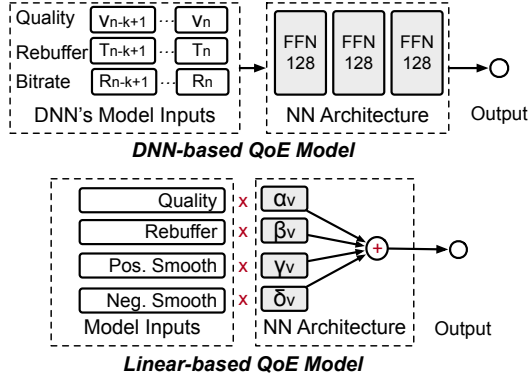 Quality Vn-k+1 ... Vn
Rebuffer Tn-k+1 ... Tn
Bitrate Rn-k+1 ... Rn
FFN 128 FFN 128 FFN 128
DNN's Model Inputs NN Architecture Output
DNN-based QoE Model
Quality x αv
Rebuffer x βv
+
Pos. Smooth x γv
Neg. Smooth x δv
Model Inputs NN Architecture Output
Linear-based QoE Model